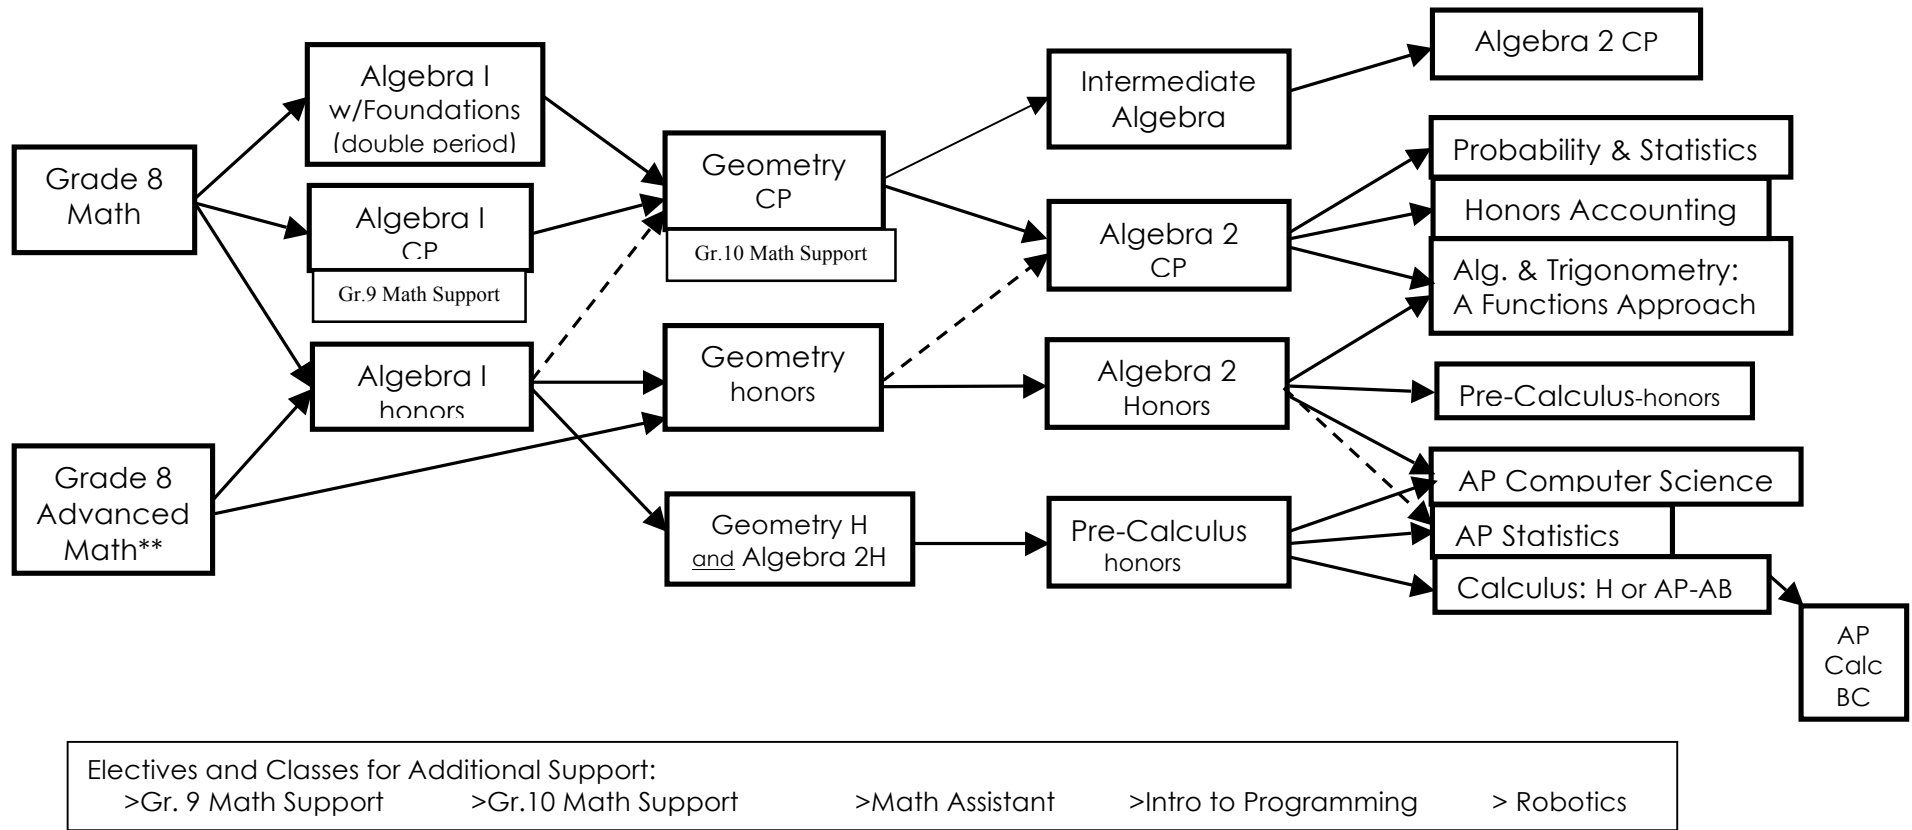 Grade 8
Math
Grade 8
Advanced
Math**
Algebra I
w/Foundations
(double period)
Algebra I
CP
Gr.9 Math Support
Algebra I
honors
Geometry
CP
Gr.10 Math Support
Geometry
honors
Geometry H
and Algebra 2H
Intermediate
Algebra
Algebra 2
CP
Algebra 2
Honors
Pre-Calculus
honors
Algebra 2 CP
Probability & Statistics
Honors Accounting
Alg. & Trigonometry:
A Functions Approach
Pre-Calculus-honors
AP Computer Science
AP Statistics
Calculus: H or AP-AB
AP
Calc
BC
Electives and Classes for Additional Support:
>Gr. 9 Math Support >Gr.10 Math Support >Math Assistant >Intro to Programming > Robotics